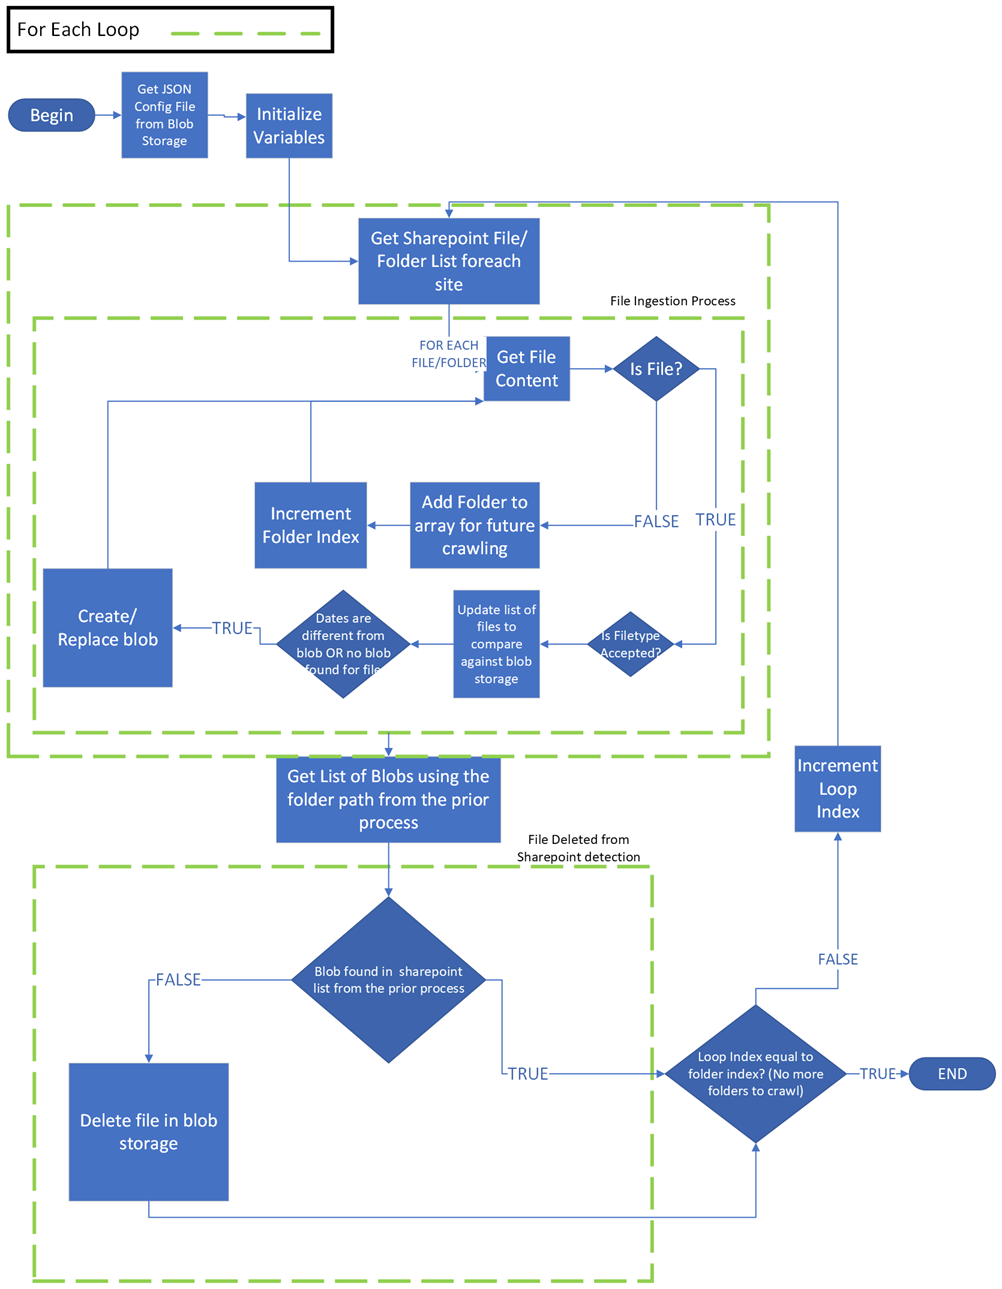 For Each Loop
Begin
Get JSON
Config File
from Blob
Storage
Initialize
Variables
Get Sharepoint File/
Folder List foreach
site
File Ingestion Process
FOR EACH
FILE/FOLDER
Get File
Content
Is File?
Increment
Folder Index
Add Folder to
array for future
crawling
FALSE
TRUE
Create/
Replace blob
TRUE
Dates are
different from
blob OR no blob
found for file
Update list of
files to
compare
against blob
storage
Is Filetype
Accepted?
Get List of Blobs using the
folder path from the prior
process
Increment
Loop
Index
File Deleted from
Sharepoint detection
Blob found in sharepoint
list from the prior process
FALSE
FALSE
TRUE
Loop Index equal to
folder index? (No more
folders to crawl)
TRUE
END
Delete file in blob
storage